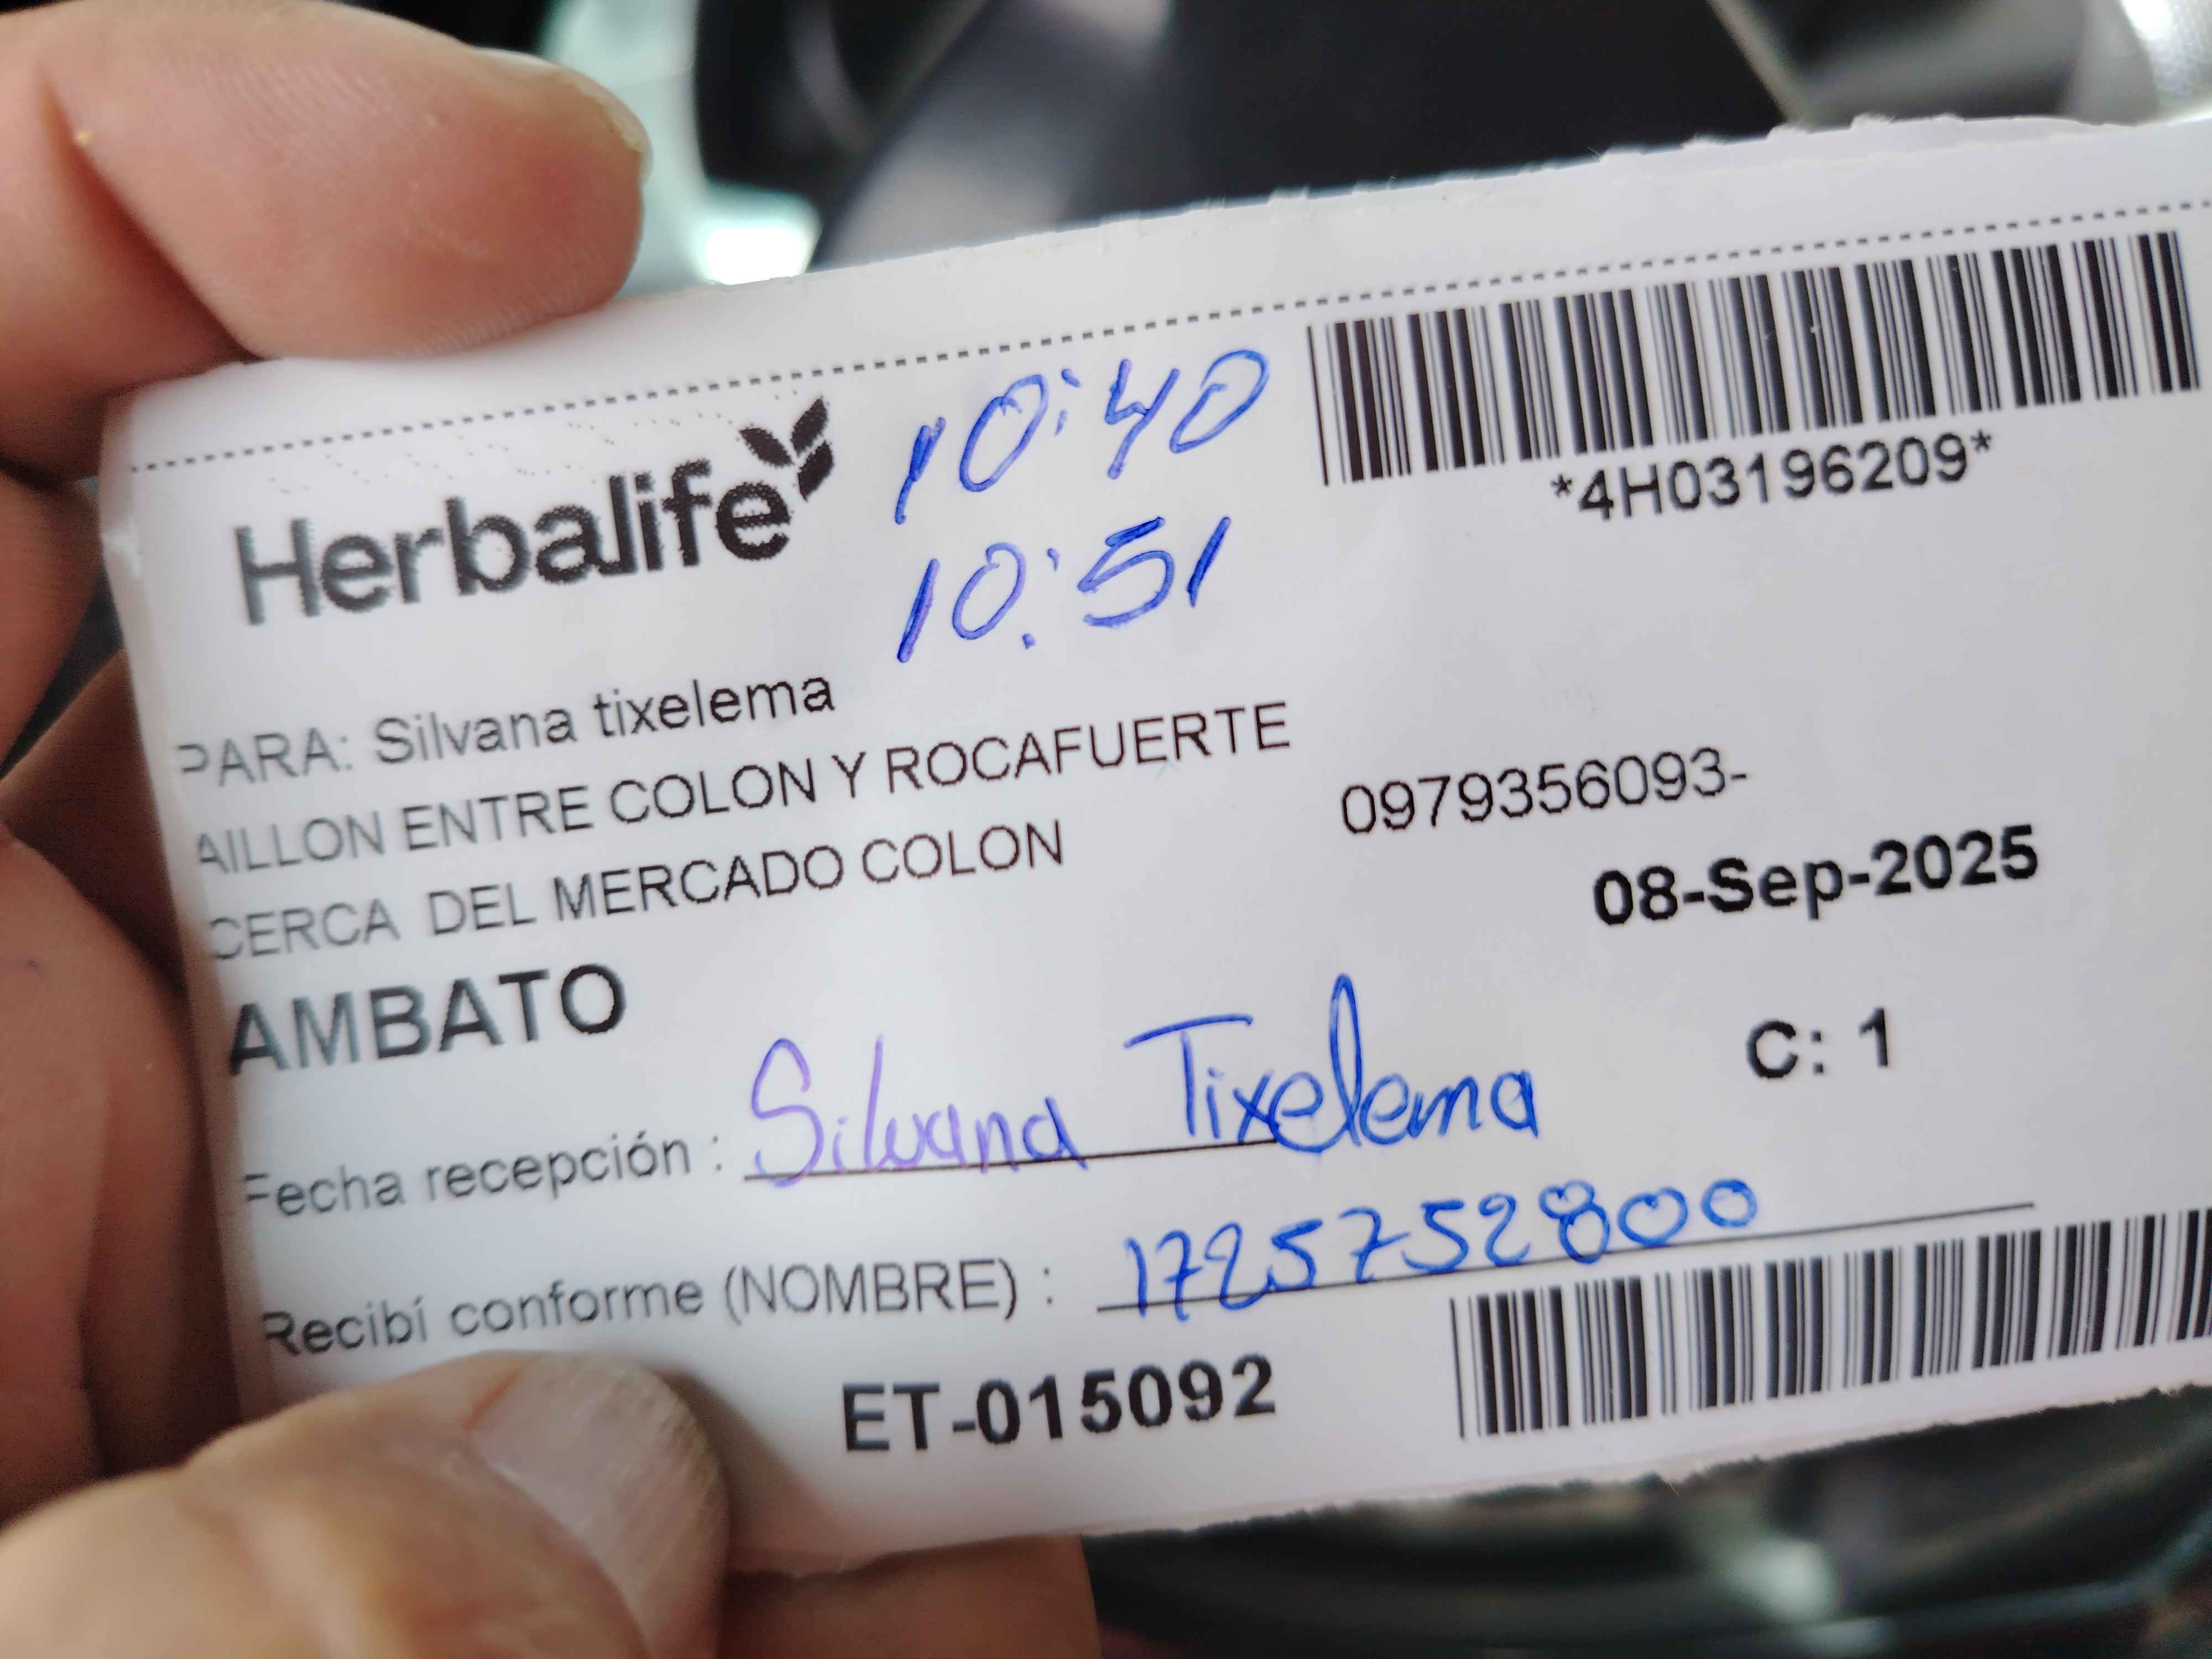 Herbalife
10:40
10:51
*4H03196209*
PARA: Silvana tixelema
AILLON ENTRE COLON Y ROCAFUERTE
0979356093-
CERCA DEL MERCADO COLON
08-Sep-2025
AMBATO
C: 1
Fecha recepción : Silvana Tixelema
Recibí conforme (NOMBRE) : 1725752800
ET-015092